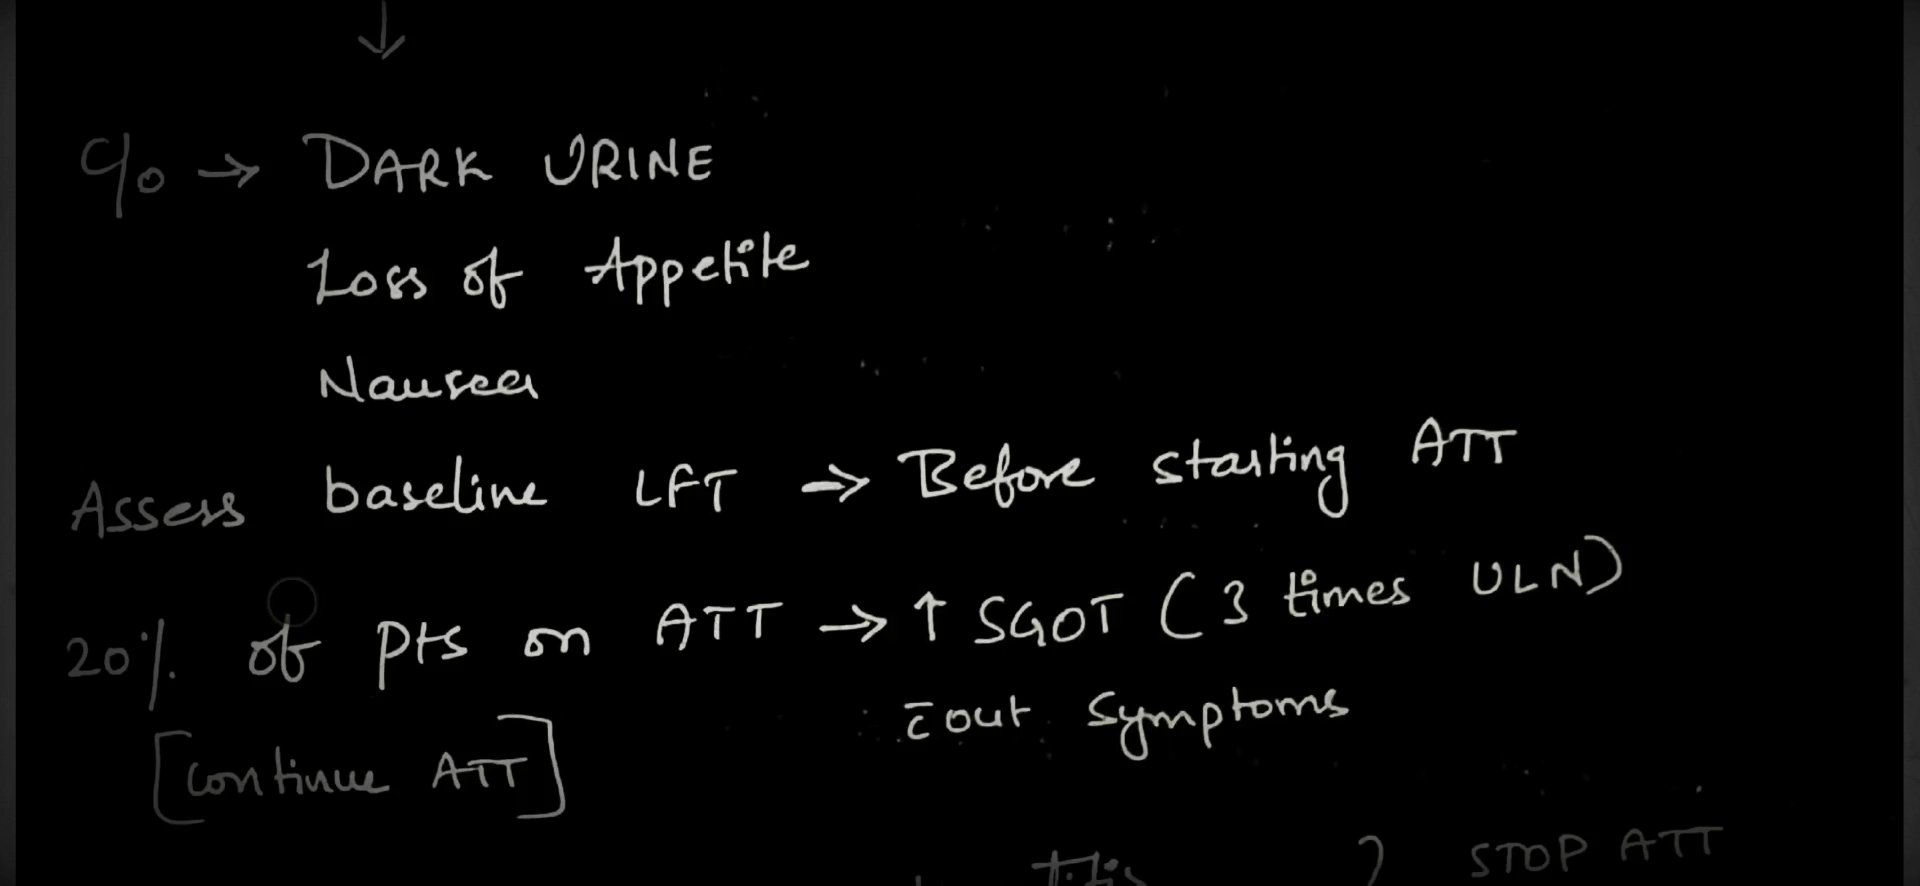 ↓
c/o → DARK URINE
Loss of Appetite
Nausea
Assess baseline LFT → Before starting ATT
20% of pts on ATT → ↑ SGOT (3 times ULN)
c̄out symptoms
[continue ATT]
STOP ATT